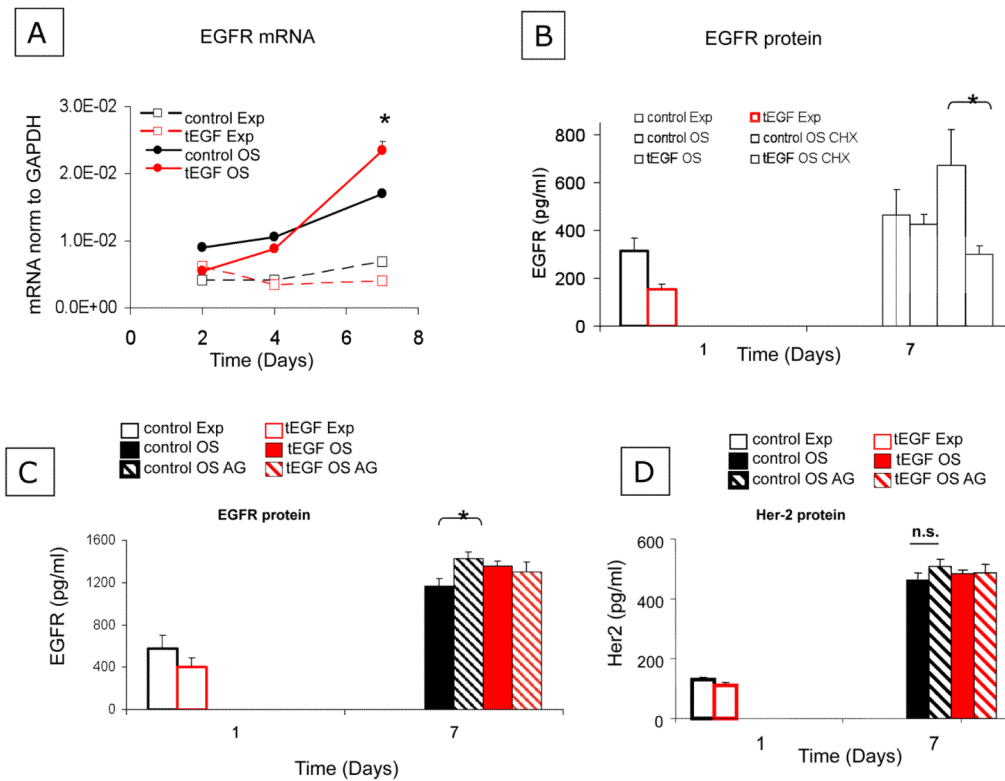 A
EGFR mRNA
control Exp
tEGF Exp
control OS
tEGF OS
*
3.0E-02
2.0E-02
1.0E-02
0.0E+00
mRNA norm to GAPDH
0 2 4 6 8
Time (Days)
B
EGFR protein
control Exp tEGF Exp
control OS control OS CHX
tEGF OS tEGF OS CHX
*
800
600
400
200
0
EGFR (pg/ml)
1 7
Time (Days)
C
control Exp tEGF Exp
control OS tEGF OS
control OS AG tEGF OS AG
EGFR protein
*
1600
1200
800
400
0
EGFR (pg/ml)
1 7
Time (Days)
D
control Exp tEGF Exp
control OS tEGF OS
control OS AG tEGF OS AG
Her-2 protein
n.s.
600
400
200
0
Her2 (pg/ml)
1 7
Time (Days)